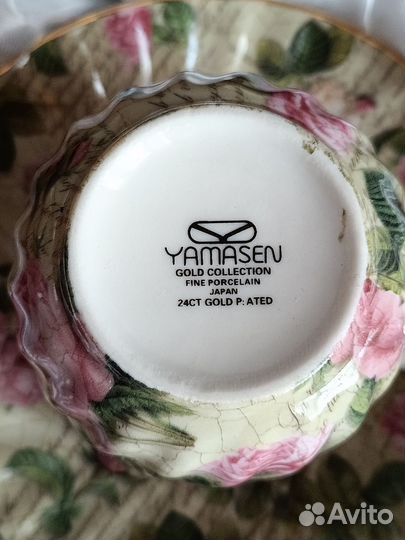 YAMASEN
GOLD COLLECTION
FINE PORCELAIN
JAPAN
24CT GOLD P: ATED
Avito